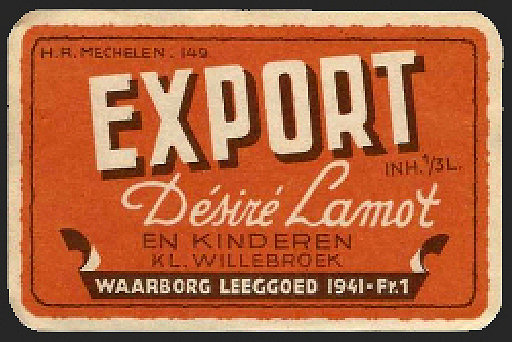 H.R. MECHELEN. 149.
EXPORT
INH. 1/3 L.
Désiré Lamot
EN KINDEREN
KL. WILLEBROEK
WAARBORG LEEGGOED 1941-Fr.1